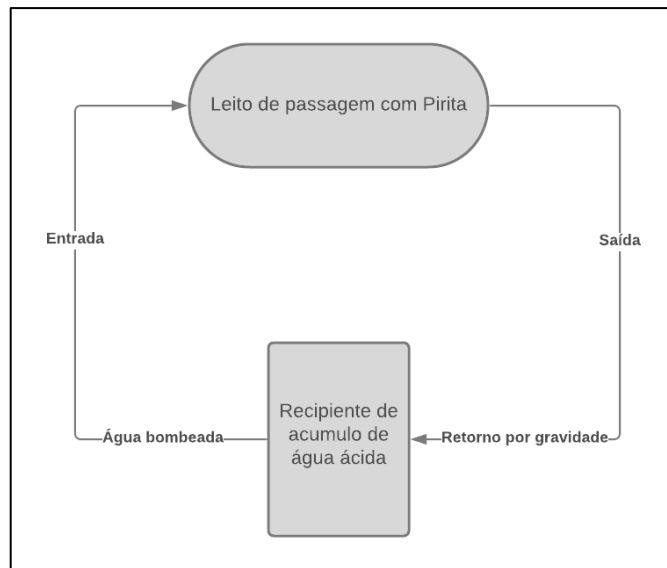 Leito de passagem com Pirita
Entrada
Saída
Recipiente de
acumulo de
água ácida
Água bombeada
Retorno por gravidade